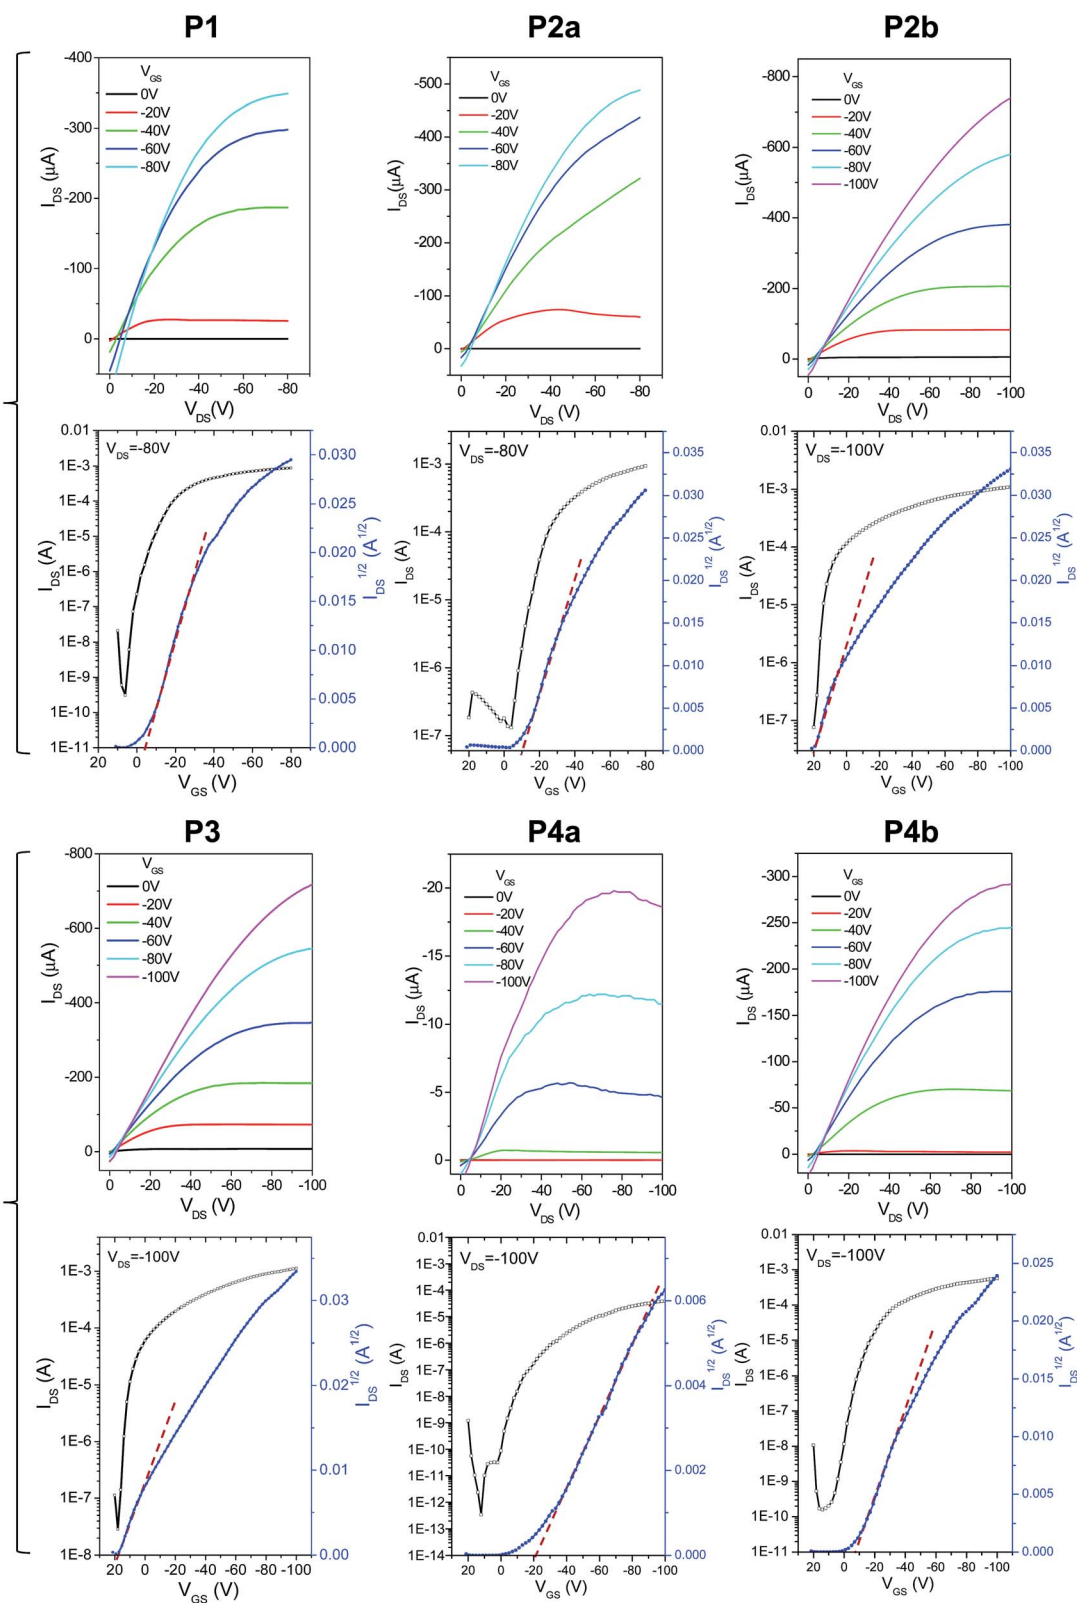 P1
P2a
P2b
-400
-300
-200
-100
0
I_DS (μA)
V_GS
0V
-20V
-40V
-60V
-80V
0 -20 -40 -60 -80
V_DS(V)
-500
-400
-300
-200
-100
0
I_DS(μA)
V_GS
0V
-20V
-40V
-60V
-80V
0 -20 -40 -60 -80
V_DS(V)
-800
-600
-400
-200
0
I_DS (μA)
V_GS
0V
-20V
-40V
-60V
-80V
-100V
0 -20 -40 -60 -80 -100
V_DS (V)
V_DS=-80V
0.01
1E-3
1E-4
1E-5
1E-6
1E-7
1E-8
1E-9
1E-10
1E-11
I_DS (A)
0.030
0.025
0.020
0.015
0.010
0.005
0.000
I_DS^1/2 (A^1/2)
20 0 -20 -40 -60 -80
V_GS (V)
V_DS=-80V
1E-3
1E-4
1E-5
1E-6
1E-7
I_DS (A)
0.035
0.030
0.025
0.020
0.015
0.010
0.005
0.000
I_DS^1/2 (A^1/2)
20 0 -20 -40 -60 -80
V_GS (V)
V_DS=-100V
0.01
1E-3
1E-4
1E-5
1E-6
1E-7
I_DS (A)
0.035
0.030
0.025
0.020
0.015
0.010
0.005
0.000
I_DS^1/2 (A^1/2)
20 0 -20 -40 -60 -80 -100
V_GS (V)
P3
P4a
P4b
-800
-600
-400
-200
0
I_DS (μA)
V_GS
0V
-20V
-40V
-60V
-80V
-100V
0 -20 -40 -60 -80 -100
V_DS (V)
-20
-15
-10
-5
0
I_DS (μA)
V_GS
0V
-20V
-40V
-60V
-80V
-100V
0 -20 -40 -60 -80 -100
V_DS (V)
-300
-250
-200
-150
-100
-50
0
I_DS (μA)
V_GS
0V
-20V
-40V
-60V
-80V
-100V
0 -20 -40 -60 -80 -100
V_DS (V)
V_DS=-100V
1E-3
1E-4
1E-5
1E-6
1E-7
1E-8
I_DS (A)
0.03
0.02
0.01
0.00
I_DS^1/2 (A^1/2)
20 0 -20 -40 -60 -80 -100
V_GS (V)
V_DS=-100V
0.01
1E-3
1E-4
1E-5
1E-6
1E-7
1E-8
1E-9
1E-10
1E-11
1E-12
1E-13
1E-14
I_DS (A)
0.006
0.004
0.002
0.000
I_DS^1/2 (A^1/2)
20 0 -20 -40 -60 -80 -100
V_GS (V)
V_DS=-100V
0.01
1E-3
1E-4
1E-5
1E-6
1E-7
1E-8
1E-9
1E-10
1E-11
I_DS (A)
0.025
0.020
0.015
0.010
0.005
0.000
I_DS^1/2 (A^1/2)
20 0 -20 -40 -60 -80 -100
V_GS (V)